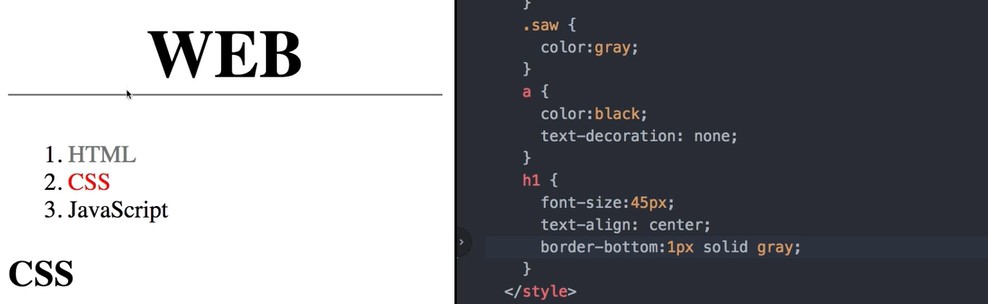 WEB
1. HTML
2. CSS
3. JavaScript
CSS
}
.saw {
color:gray;
}
a {
color:black;
text-decoration: none;
}
h1 {
font-size:45px;
text-align: center;
border-bottom:1px solid gray;
}
</style>